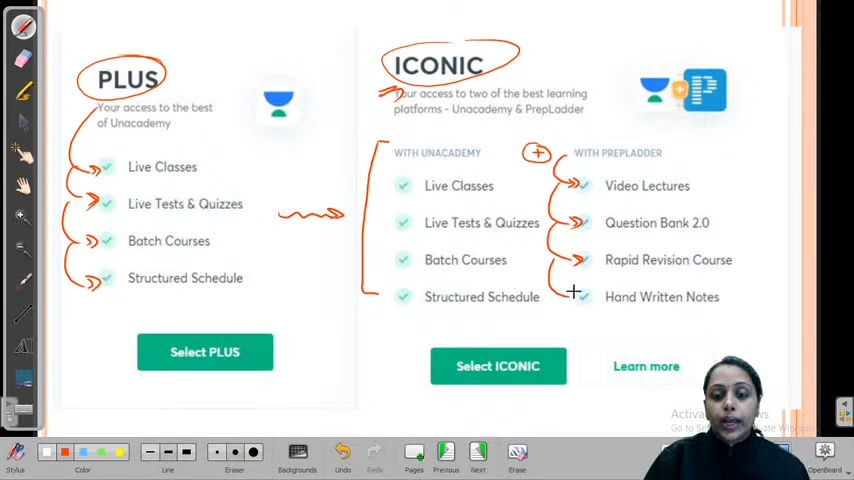 PLUS
Your access to the best
of Unacademy
Live Classes
Live Tests & Quizzes
Batch Courses
Structured Schedule
Select PLUS
ICONIC
Your access to two of the best learning
platforms - Unacademy & PrepLadder
WITH UNACADEMY
Live Classes
Live Tests & Quizzes
Batch Courses
Structured Schedule
+ WITH PREPLADDER
Video Lectures
Question Bank 2.0
Rapid Revision Course
Hand Written Notes
Select ICONIC
Learn more
Stylus
Color
Line
Eraser
Backgrounds
Undo
Redo
Pages
Previous
Next
Erase
OpenBoard